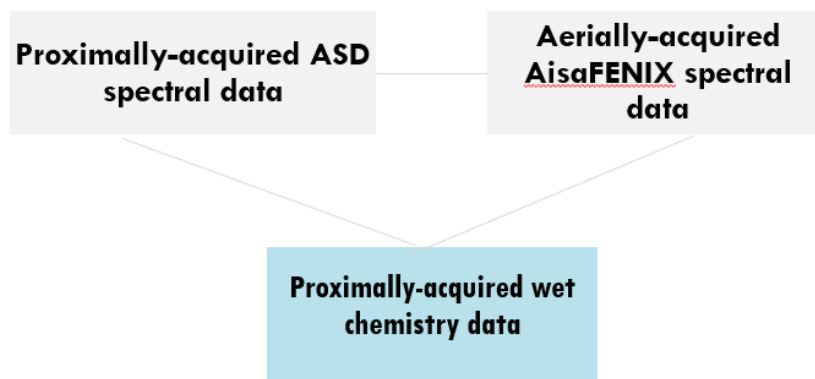 Proximally-acquired ASD
spectral data
Aerially-acquired
AisaFENIX spectral
data
Proximally-acquired wet
chemistry data